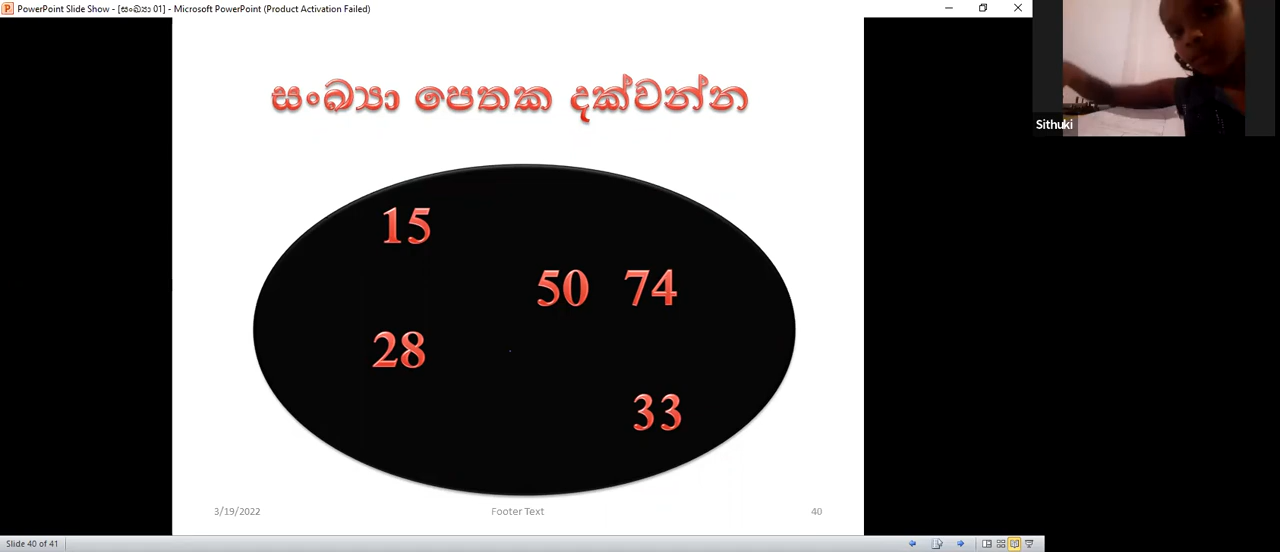 PowerPoint Slide Show - [සංඛ්‍යා 01] - Microsoft PowerPoint (Product Activation Failed)
Sithuki
සංඛ්‍යා පෙතක දක්වන්න
15
50 74
28
33
3/19/2022 Footer Text 40
Slide 40 of 41